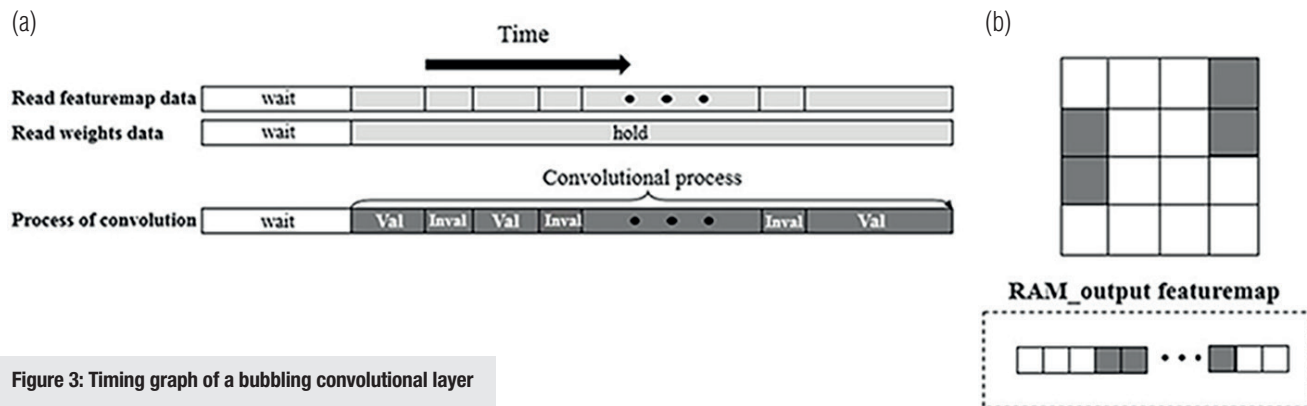 (a)
Time
Read featuremap data wait
Read weights data wait hold
Convolutional process
Process of convolution wait Val Inval Val Inval Inval Val
(b)
RAM_output featuremap
Figure 3: Timing graph of a bubbling convolutional layer